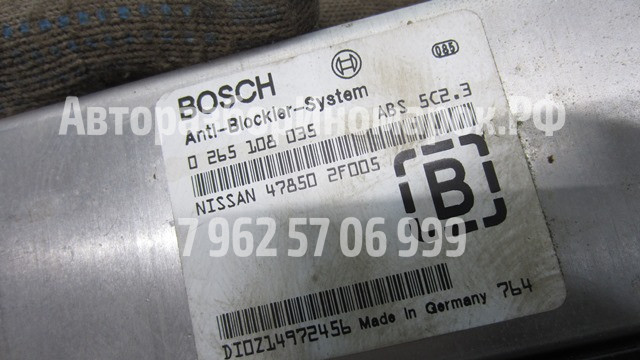 085
BOSCH
Anti-Blockier-System ABS 5C2.3
0 265 108 035
NISSAN 47850 2F005
B
7 962 57 06 999
DIOZ14972456 Made in Germany 764